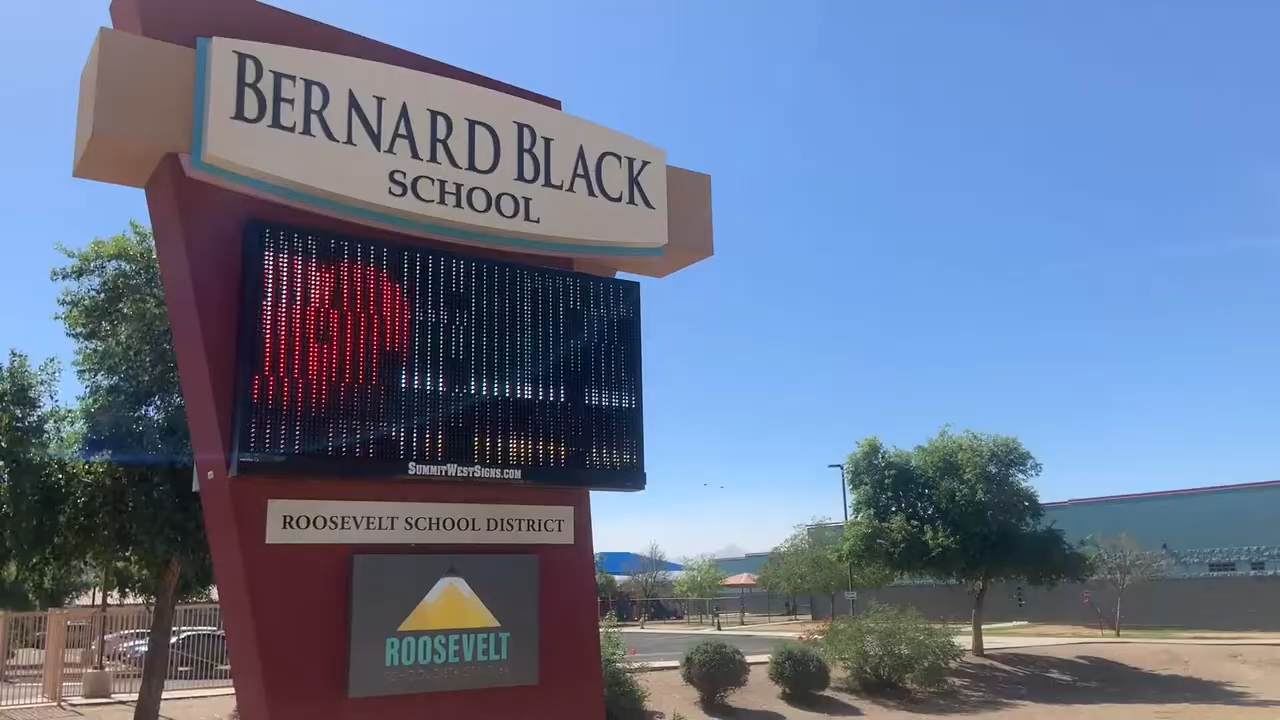 BERNARD BLACK
SCHOOL
SUMMITWESTSIGNS.COM
ROOSEVELT SCHOOL DISTRICT
ROOSEVELT